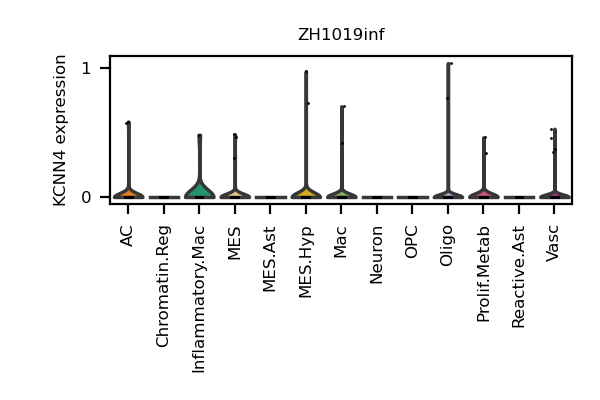 ZH1019inf
KCNN4 expression
1
0
AC
Chromatin.Reg
Inflammatory.Mac
MES
MES.Ast
MES.Hyp
Mac
Neuron
OPC
Oligo
Prolif.Metab
Reactive.Ast
Vasc